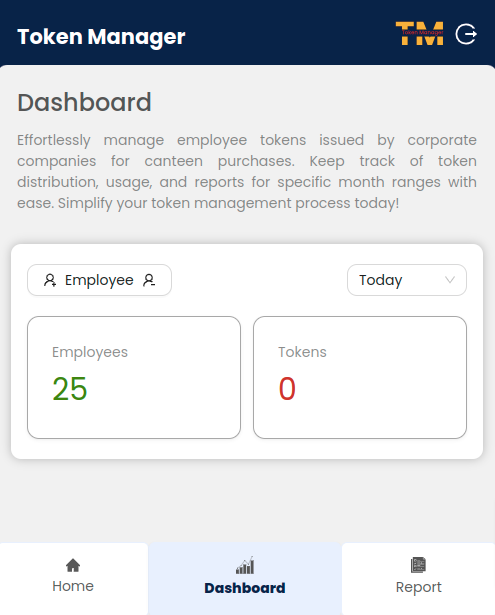 Token Manager
TM
Token Manager
Dashboard
Effortlessly manage employee tokens issued by corporate
companies for canteen purchases. Keep track of token
distribution, usage, and reports for specific month ranges with
ease. Simplify your token management process today!
Employee
Today
Employees
Tokens
25
0
Home
Dashboard
Report